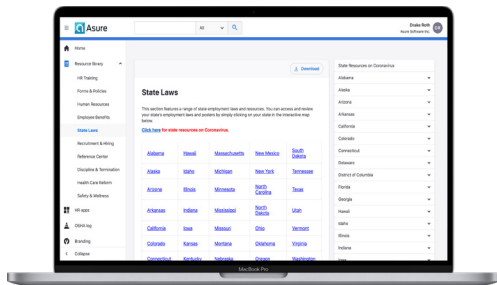 Asure
All
Drake Roth
Asure Software Inc.
Home
Resource library
HR Training
Forms & Policies
Human Resources
Employee Benefits
State Laws
Recruitment & Hiring
Reference Center
Discipline & Termination
Health Care Reform
Safety & Wellness
HR apps
OSHA log
Branding
Collapse
Download
State Laws
This section features a range of state employment laws and resources. You can access and review
your state's employment laws and posters by simply clicking on your state in the interactive map
below.
Click here for state resources on Coronavirus.
Alabama Hawaii Massachusetts New Mexico South Dakota
Alaska Idaho Michigan New York Tennessee
Arizona Illinois Minnesota North Carolina Texas
Arkansas Indiana Mississippi North Dakota Utah
California Iowa Missouri Ohio Vermont
Colorado Kansas Montana Oklahoma Virginia
Connecticut Kentucky Nebraska Oregon Washington
State Resources on Coronavirus
Alabama
Alaska
Arizona
Arkansas
California
Colorado
Connecticut
Delaware
District of Columbia
Florida
Georgia
Hawaii
Idaho
Illinois
Indiana
Iowa
MacBook Pro